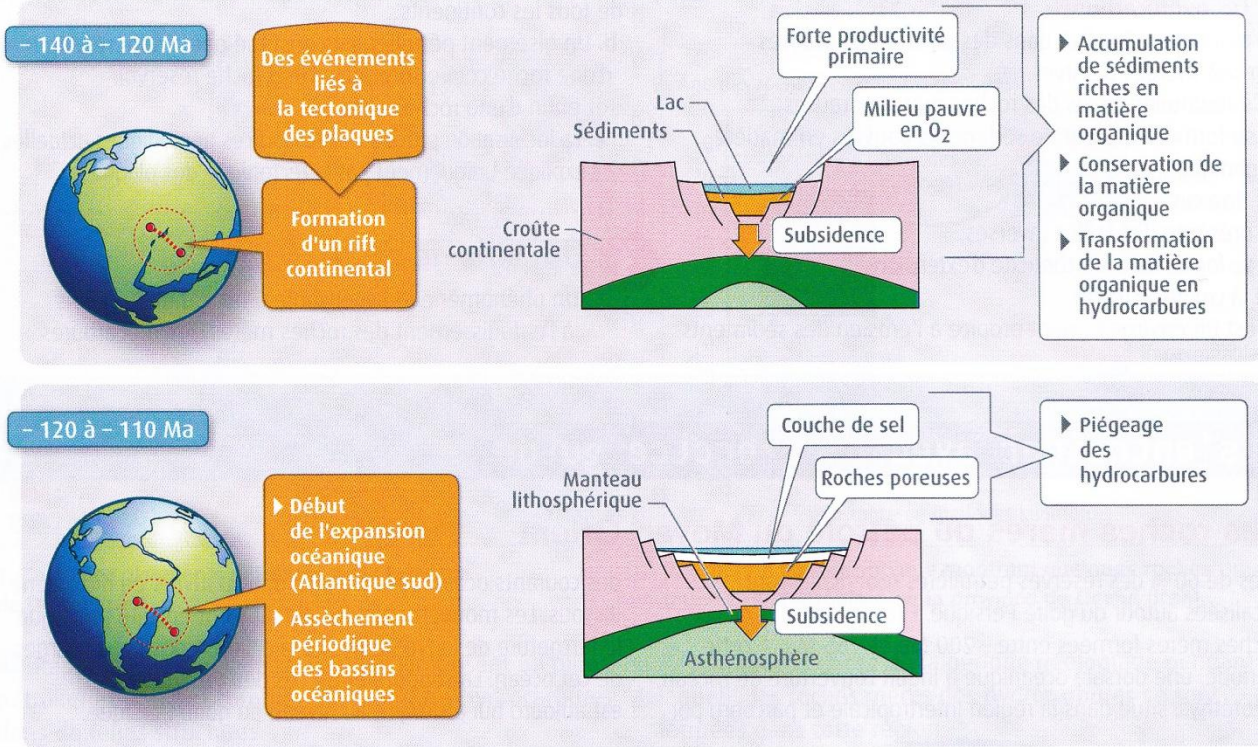 – 140 à – 120 Ma
Des événements
liés à
la tectonique
des plaques
Formation
d'un rift
continental
Forte productivité
primaire
Lac
Sédiments
Milieu pauvre
en O₂
Croûte
continentale
Subsidence
Accumulation
de sédiments
riches en
matière
organique
Conservation de
la matière
organique
Transformation
de la matière
organique en
hydrocarbures
– 120 à – 110 Ma
Début
de l'expansion
océanique
(Atlantique sud)
Assèchement
périodique
des bassins
océaniques
Couche de sel
Manteau
lithosphérique
Roches poreuses
Subsidence
Asthénosphère
Piégeage
des
hydrocarbures